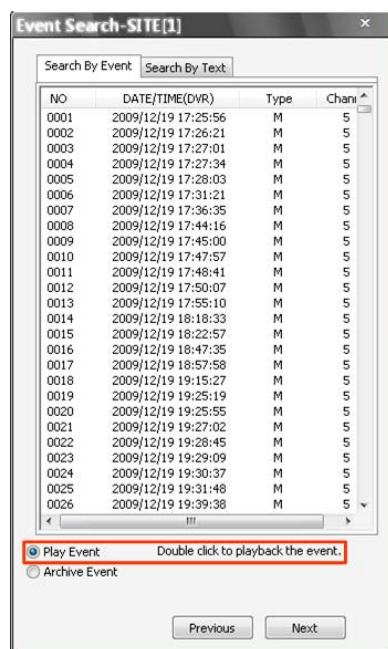 Event Search-SITE[1] ×
Search By Event Search By Text
NO DATE/TIME(DVR) Type Chann
0001 2009/12/19 17:25:56 M 5
0002 2009/12/19 17:26:21 M 5
0003 2009/12/19 17:27:01 M 5
0004 2009/12/19 17:27:34 M 5
0005 2009/12/19 17:28:03 M 5
0006 2009/12/19 17:31:21 M 5
0007 2009/12/19 17:36:35 M 5
0008 2009/12/19 17:44:16 M 5
0009 2009/12/19 17:45:00 M 5
0010 2009/12/19 17:47:57 M 5
0011 2009/12/19 17:48:41 M 5
0012 2009/12/19 17:50:07 M 5
0013 2009/12/19 17:55:10 M 5
0014 2009/12/19 18:18:33 M 5
0015 2009/12/19 18:22:57 M 5
0016 2009/12/19 18:47:35 M 5
0017 2009/12/19 18:57:58 M 5
0018 2009/12/19 19:15:27 M 5
0019 2009/12/19 19:25:19 M 5
0020 2009/12/19 19:25:55 M 5
0021 2009/12/19 19:27:02 M 5
0022 2009/12/19 19:28:45 M 5
0023 2009/12/19 19:29:09 M 5
0024 2009/12/19 19:30:37 M 5
0025 2009/12/19 19:31:48 M 5
0026 2009/12/19 19:39:38 M 5
Play Event Double click to playback the event.
Archive Event
Previous Next